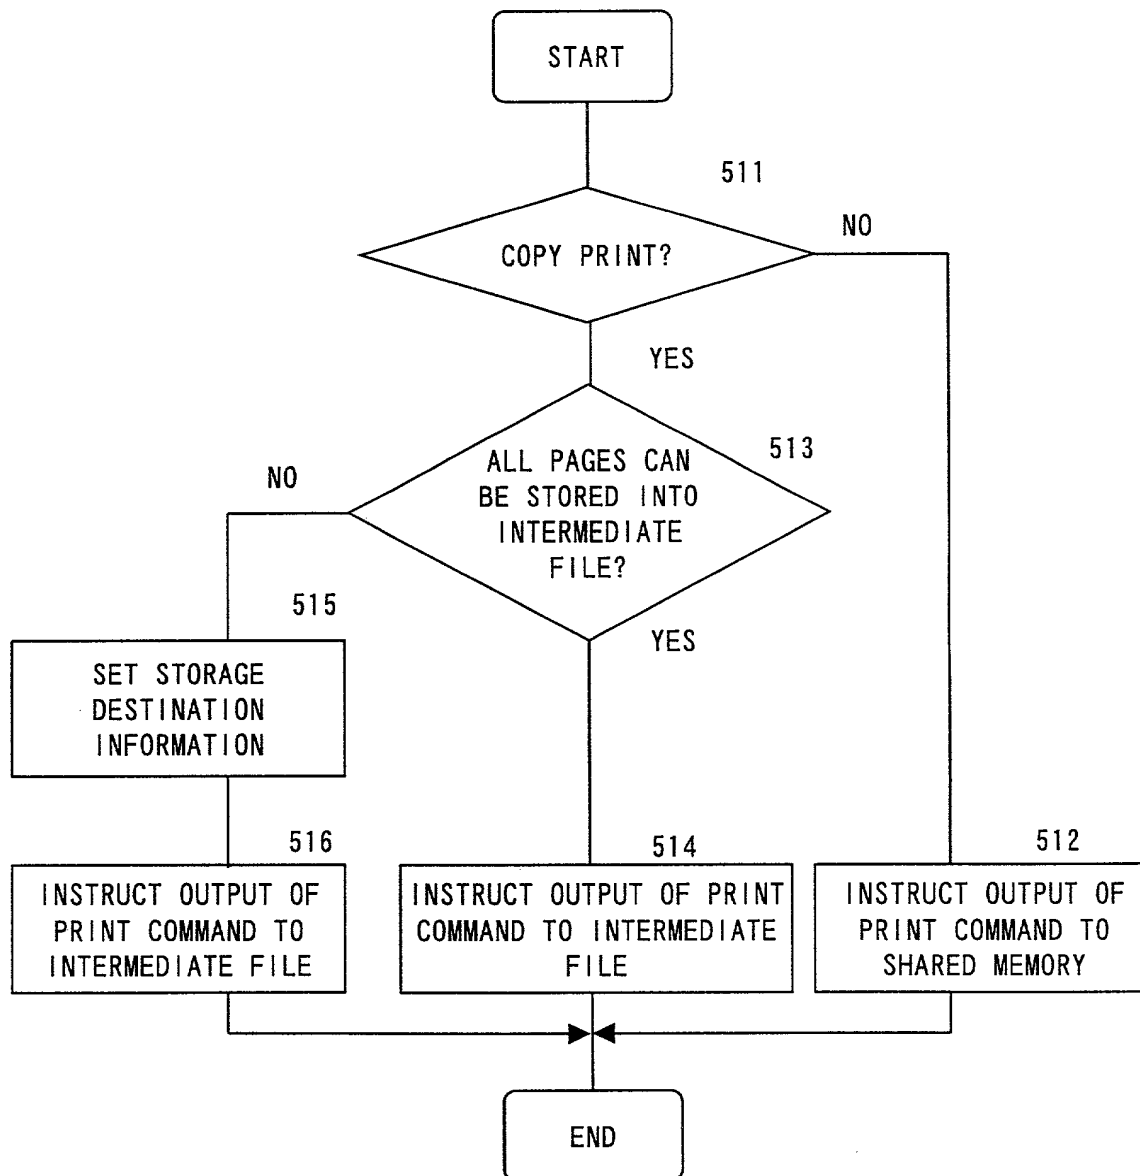 START
511
COPY PRINT?
NO
YES
513
ALL PAGES CAN
BE STORED INTO
INTERMEDIATE
FILE?
NO
YES
515
SET STORAGE
DESTINATION
INFORMATION
516
INSTRUCT OUTPUT OF
PRINT COMMAND TO
INTERMEDIATE FILE
514
INSTRUCT OUTPUT OF PRINT
COMMAND TO INTERMEDIATE
FILE
512
INSTRUCT OUTPUT OF
PRINT COMMAND TO
SHARED MEMORY
END